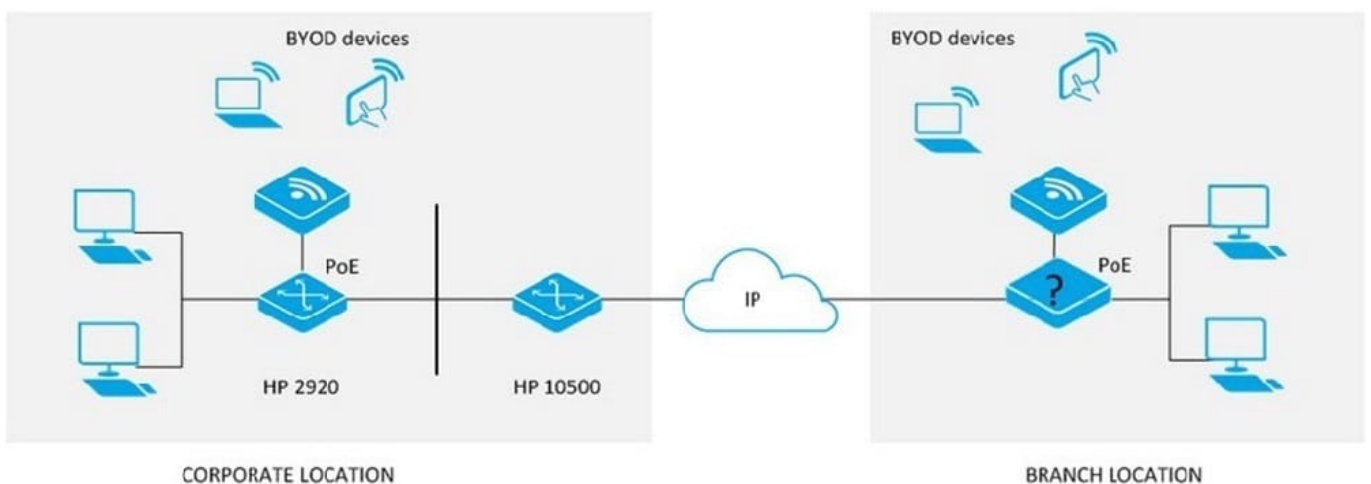 BYOD devices
BYOD devices
PoE
IP
PoE
?
HP 2920
HP 10500
CORPORATE LOCATION
BRANCH LOCATION